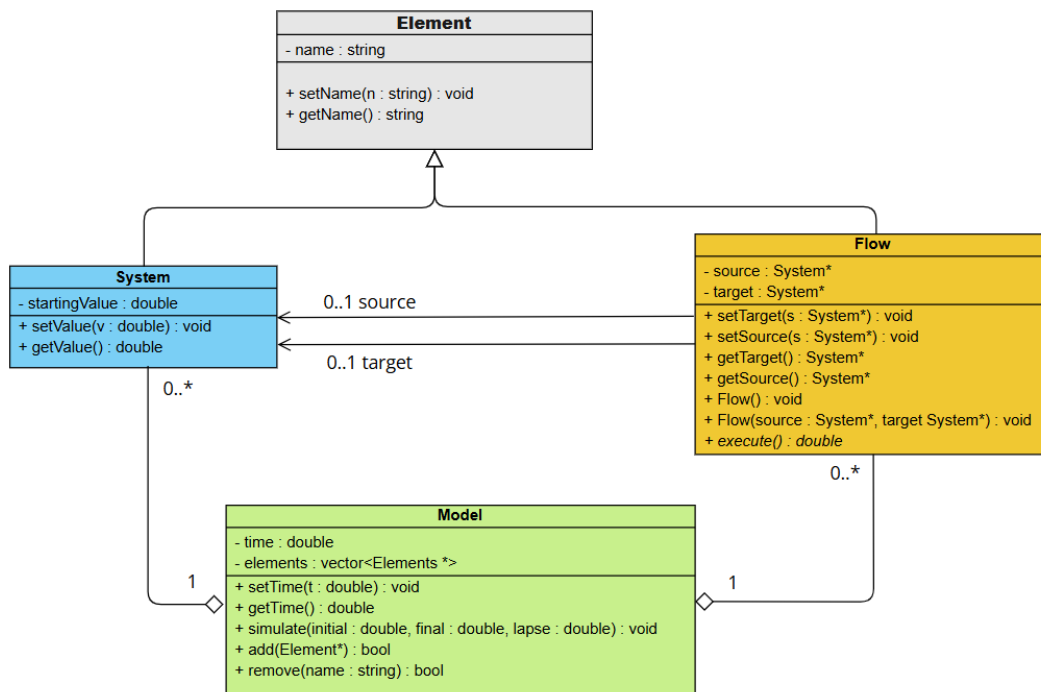 Element
- name : string
+ setName(n : string) : void
+ getName() : string
System
- startingValue : double
+ setValue(v : double) : void
+ getValue() : double
0..1 source
0..1 target
Flow
- source : System*
- target : System*
+ setTarget(s : System*) : void
+ setSource(s : System*) : void
+ getTarget() : System*
+ getSource() : System*
+ Flow() : void
+ Flow(source : System*, target System*) : void
+ execute() : double
0..*
0..*
Model
- time : double
- elements : vector<Elements *>
+ setTime(t : double) : void
+ getTime() : double
+ simulate(initial : double, final : double, lapse : double) : void
+ add(Element*) : bool
+ remove(name : string) : bool
1
1